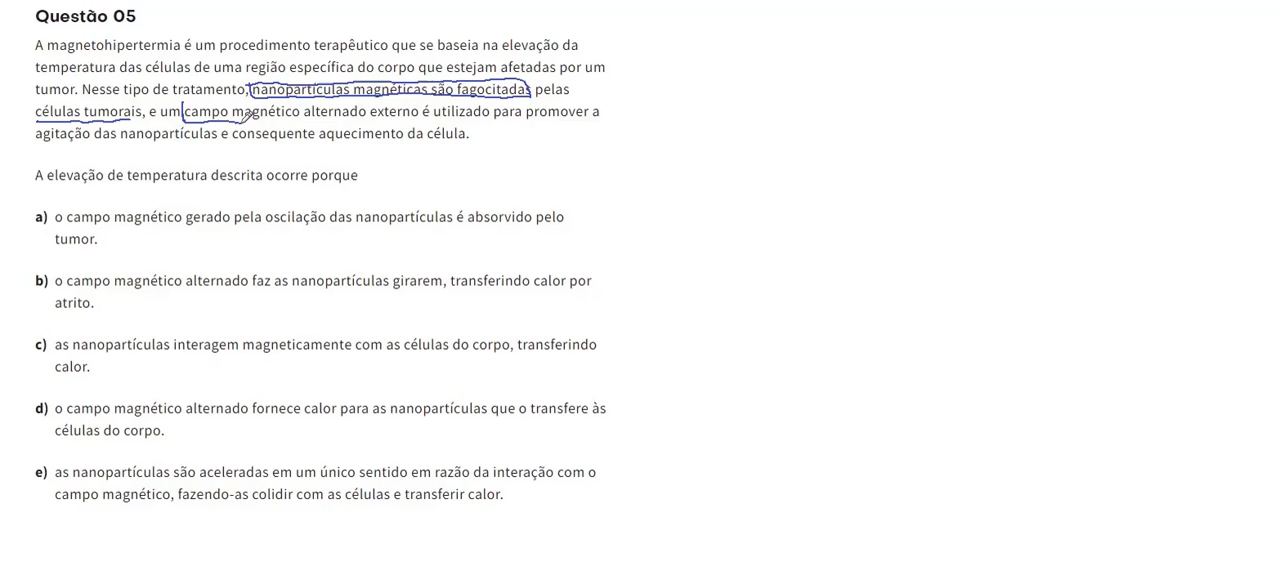 Questão 05
A magnetohipertermia é um procedimento terapêutico que se baseia na elevação da
temperatura das células de uma região específica do corpo que estejam afetadas por um
tumor. Nesse tipo de tratamento, nanopartículas magnéticas são fagocitadas pelas
células tumorais, e um campo magnético alternado externo é utilizado para promover a
agitação das nanopartículas e consequente aquecimento da célula.
A elevação de temperatura descrita ocorre porque
a) o campo magnético gerado pela oscilação das nanopartículas é absorvido pelo
tumor.
b) o campo magnético alternado faz as nanopartículas girarem, transferindo calor por
atrito.
c) as nanopartículas interagem magneticamente com as células do corpo, transferindo
calor.
d) o campo magnético alternado fornece calor para as nanopartículas que o transfere às
células do corpo.
e) as nanopartículas são aceleradas em um único sentido em razão da interação com o
campo magnético, fazendo-as colidir com as células e transferir calor.